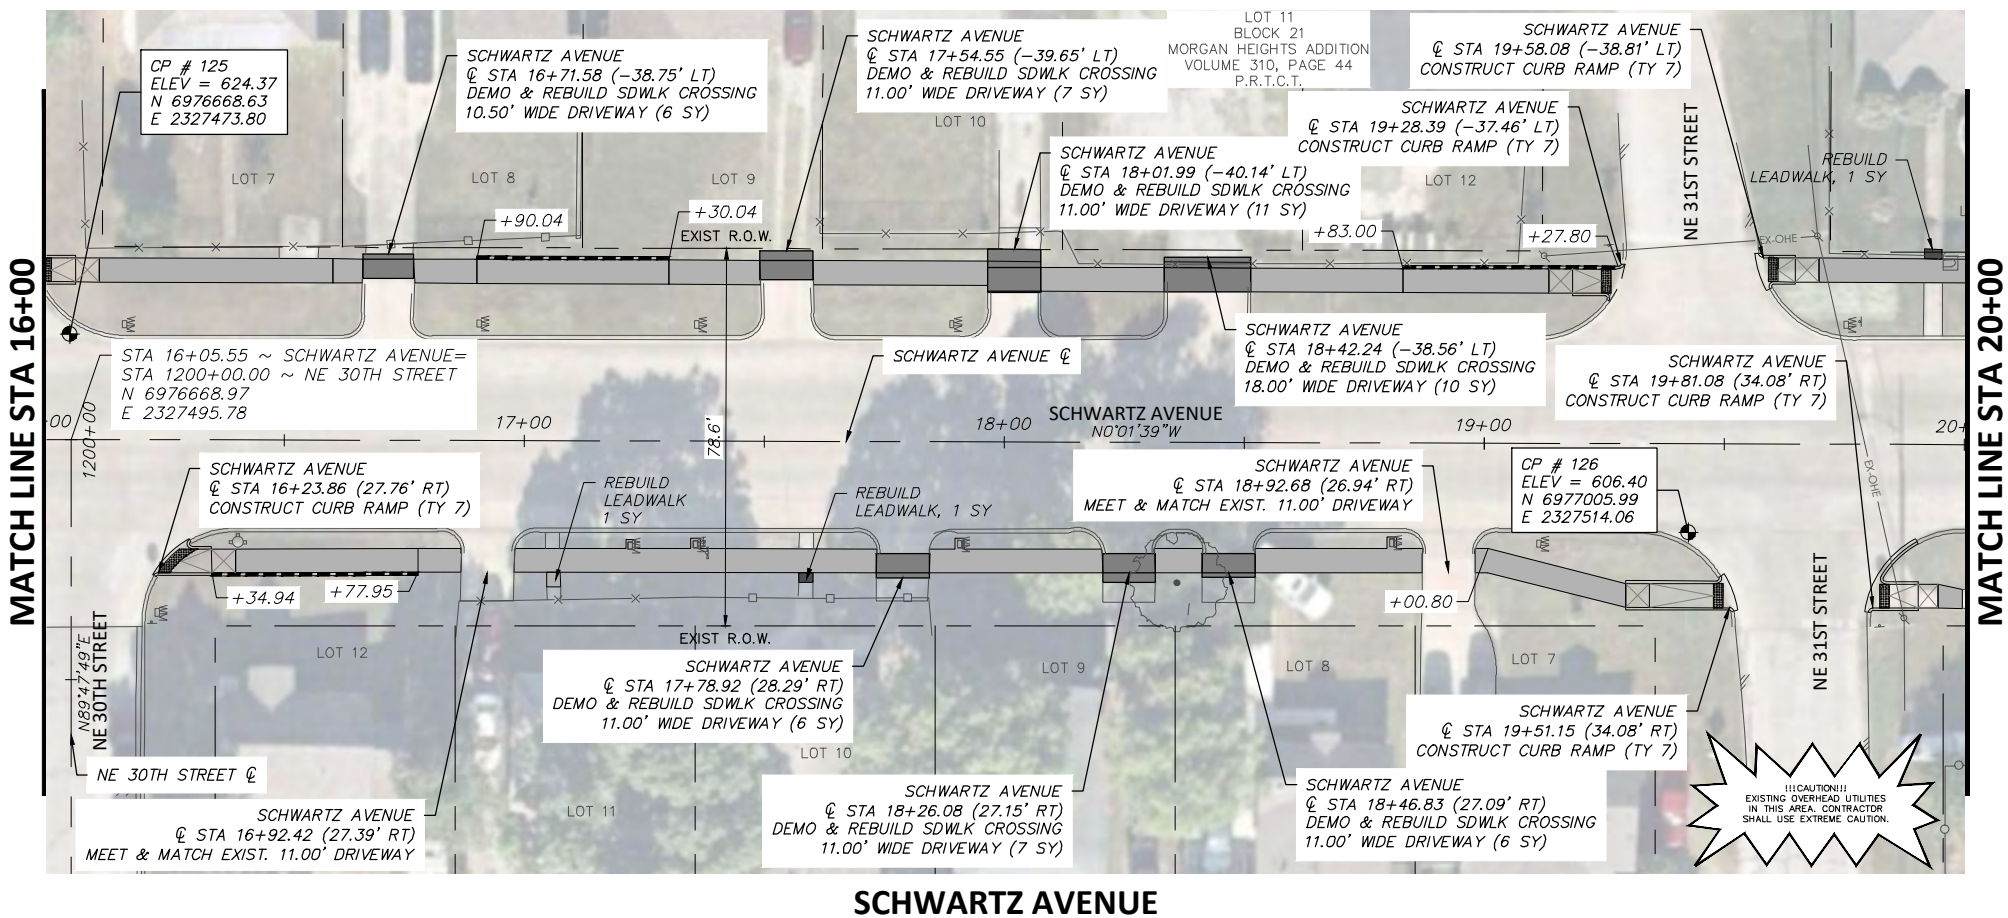 LOT 11
BLOCK 21
MORGAN HEIGHTS ADDITION
VOLUME 310, PAGE 44
P.R.T.C.T.
CP # 125
ELEV = 624.37
N 6976668.63
E 2327473.80
SCHWARTZ AVENUE
℄ STA 16+71.58 (-38.75' LT)
DEMO & REBUILD SDWLK CROSSING
10.50' WIDE DRIVEWAY (6 SY)
SCHWARTZ AVENUE
℄ STA 17+54.55 (-39.65' LT)
DEMO & REBUILD SDWLK CROSSING
11.00' WIDE DRIVEWAY (7 SY)
SCHWARTZ AVENUE
℄ STA 19+58.08 (-38.81' LT)
CONSTRUCT CURB RAMP (TY 7)
SCHWARTZ AVENUE
℄ STA 19+28.39 (-37.46' LT)
CONSTRUCT CURB RAMP (TY 7)
SCHWARTZ AVENUE
℄ STA 18+01.99 (-40.14' LT)
DEMO & REBUILD SDWLK CROSSING
11.00' WIDE DRIVEWAY (11 SY)
NE 31ST STREET
REBUILD
LEADWALK, 1 SY
LOT 7
LOT 8
LOT 9
LOT 10
LOT 12
+90.04
+30.04
EXIST R.O.W.
+83.00
+27.80
EX-OHE
WM
WM
WM
WM
WM
WM
MATCH LINE STA 16+00
MATCH LINE STA 20+00
STA 16+05.55 ~ SCHWARTZ AVENUE=
STA 1200+00.00 ~ NE 30TH STREET
N 6976668.97
E 2327495.78
SCHWARTZ AVENUE ℄
SCHWARTZ AVENUE
℄ STA 18+42.24 (-38.56' LT)
DEMO & REBUILD SDWLK CROSSING
18.00' WIDE DRIVEWAY (10 SY)
SCHWARTZ AVENUE
℄ STA 19+81.08 (34.08' RT)
CONSTRUCT CURB RAMP (TY 7)
00
1200+00
17+00
78.6'
18+00
SCHWARTZ AVENUE
N0°01'39"W
19+00
20+
SCHWARTZ AVENUE
℄ STA 16+23.86 (27.76' RT)
CONSTRUCT CURB RAMP (TY 7)
REBUILD
LEADWALK
1 SY
REBUILD
LEADWALK, 1 SY
SCHWARTZ AVENUE
℄ STA 18+92.68 (26.94' RT)
MEET & MATCH EXIST. 11.00' DRIVEWAY
CP # 126
ELEV = 606.40
N 6977005.99
E 2327514.06
EX-OHE
WM
WM
WM
WM
WM
WM
+34.94
+77.95
+00.80
EXIST R.O.W.
NE 30TH STREET
N89°47'49"E
NE 31ST STREET
LOT 12
LOT 9
LOT 8
LOT 7
SCHWARTZ AVENUE
℄ STA 17+78.92 (28.29' RT)
DEMO & REBUILD SDWLK CROSSING
11.00' WIDE DRIVEWAY (6 SY)
SCHWARTZ AVENUE
℄ STA 19+51.15 (34.08' RT)
CONSTRUCT CURB RAMP (TY 7)
LOT 10
LOT 11
NE 30TH STREET ℄
SCHWARTZ AVENUE
℄ STA 16+92.42 (27.39' RT)
MEET & MATCH EXIST. 11.00' DRIVEWAY
SCHWARTZ AVENUE
℄ STA 18+26.08 (27.15' RT)
DEMO & REBUILD SDWLK CROSSING
11.00' WIDE DRIVEWAY (7 SY)
SCHWARTZ AVENUE
℄ STA 18+46.83 (27.09' RT)
DEMO & REBUILD SDWLK CROSSING
11.00' WIDE DRIVEWAY (6 SY)
!!!CAUTION!!!
EXISTING OVERHEAD UTILITIES
IN THIS AREA. CONTRACTOR
SHALL USE EXTREME CAUTION.
SCHWARTZ AVENUE